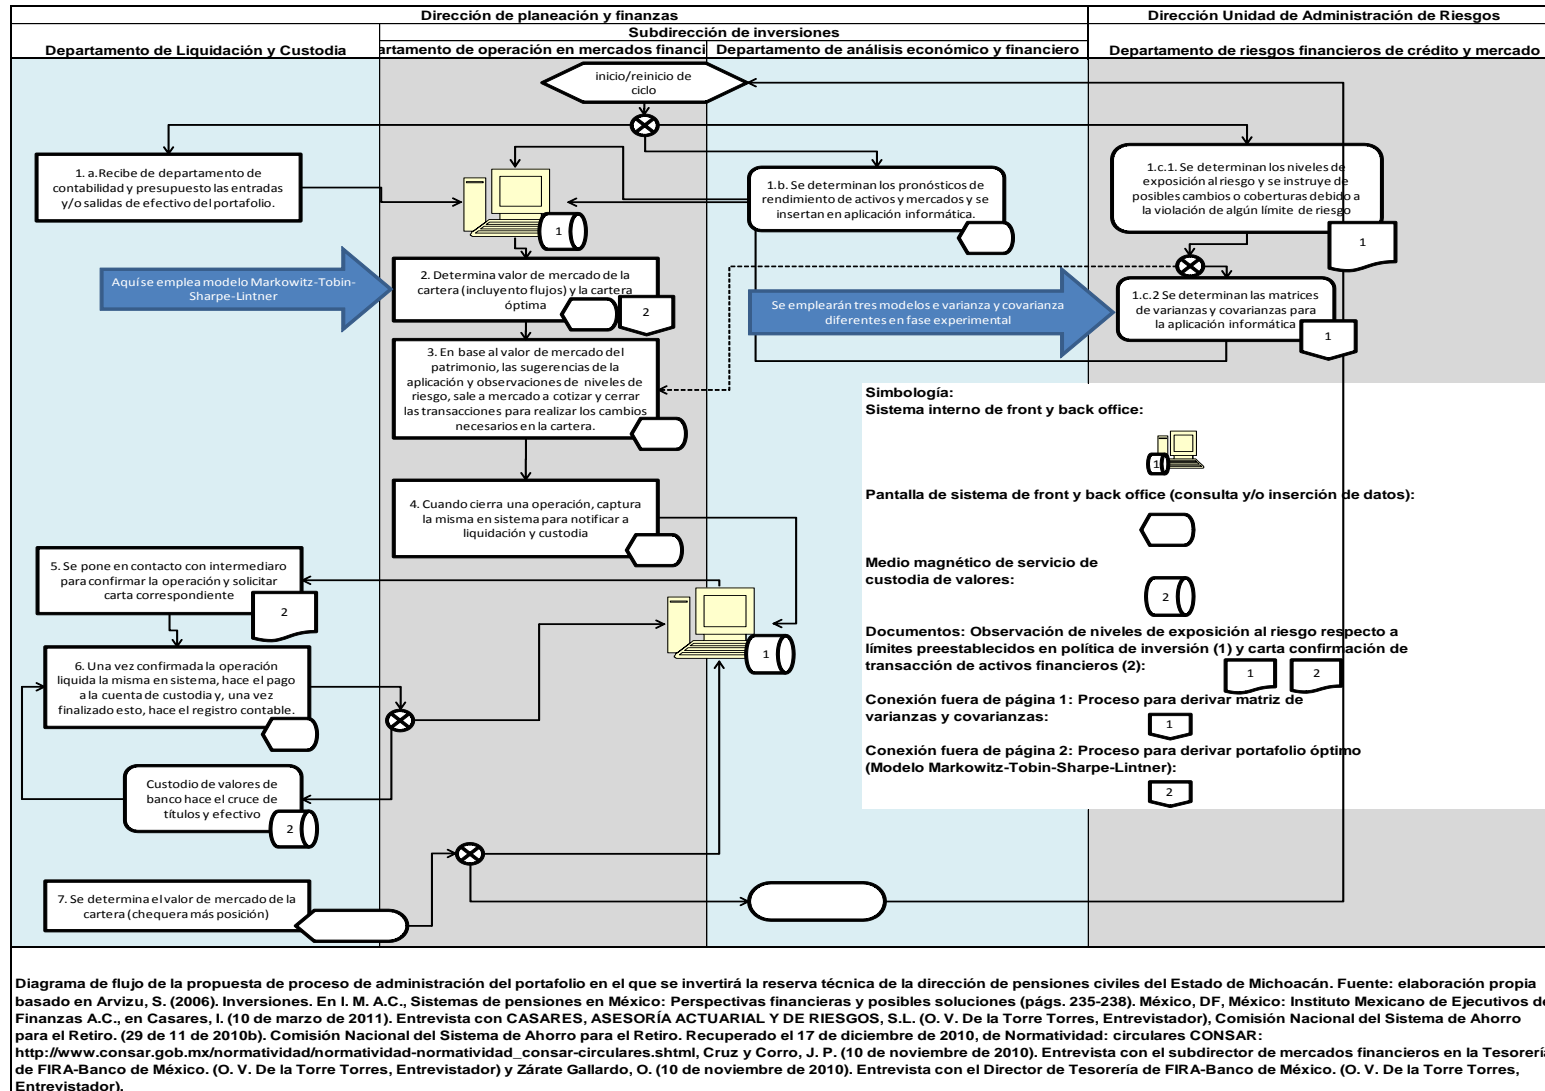 Dirección de planeación y finanzas
Dirección Unidad de Administración de Riesgos
Subdirección de inversiones
Departamento de Liquidación y Custodia
artamento de operación en mercados financi
Departamento de análisis económico y financiero
Departamento de riesgos financieros de crédito y mercado
inicio/reinicio de
ciclo
1. a.Recibe de departamento de
contabilidad y presupuesto las entradas
y/o salidas de efectivo del portafolio.
1
1.b. Se determinan los pronósticos de
rendimiento de activos y mercados y se
insertan en aplicación informática.
1.c.1. Se determinan los niveles de
exposición al riesgo y se instruye de
posibles cambios o coberturas debido a
la violación de algún límite de riesgo
1
Aquí se emplea modelo Markowitz-Tobin-
Sharpe-Lintner
2. Determina valor de mercado de la
cartera (incluyento flujos) y la cartera
óptima
2
Se emplearán tres modelos e varianza y covarianza
diferentes en fase experimental
1.c.2 Se determinan las matrices
de varianzas y covarianzas para
la aplicación informática
1
3. En base al valor de mercado del
patrimonio, las sugerencias de la
aplicación y observaciones de niveles de
riesgo, sale a mercado a cotizar y cerrar
las transacciones para realizar los cambios
necesarios en la cartera.
4. Cuando cierra una operación, captura
la misma en sistema para notificar a
liquidación y custodia
5. Se pone en contacto con intermediaro
para confirmar la operación y solicitar
carta correspondiente
2
1
6. Una vez confirmada la operación
liquida la misma en sistema, hace el pago
a la cuenta de custodia y, una vez
finalizado esto, hace el registro contable.
Custodio de valores de
banco hace el cruce de
títulos y efectivo
2
7. Se determina el valor de mercado de la
cartera (chequera más posición)
Simbología:
Sistema interno de front y back office:
1
Pantalla de sistema de front y back office (consulta y/o inserción de datos):
Medio magnético de servicio de
custodia de valores:
2
Documentos: Observación de niveles de exposición al riesgo respecto a
límites preestablecidos en política de inversión (1) y carta confirmación de
transacción de activos financieros (2):
1
2
Conexión fuera de página 1: Proceso para derivar matriz de
varianzas y covarianzas:
1
Conexión fuera de página 2: Proceso para derivar portafolio óptimo
(Modelo Markowitz-Tobin-Sharpe-Lintner):
2
Diagrama de flujo de la propuesta de proceso de administración del portafolio en el que se invertirá la reserva técnica de la dirección de pensiones civiles del Estado de Michoacán. Fuente: elaboración propia
basado en Arvizu, S. (2006). Inversiones. En I. M. A.C., Sistemas de pensiones en México: Perspectivas financieras y posibles soluciones (págs. 235-238). México, DF, México: Instituto Mexicano de Ejecutivos de
Finanzas A.C., en Casares, I. (10 de marzo de 2011). Entrevista con CASARES, ASESORÍA ACTUARIAL Y DE RIESGOS, S.L. (O. V. De la Torre Torres, Entrevistador), Comisión Nacional del Sistema de Ahorro
para el Retiro. (29 de 11 de 2010b). Comisión Nacional del Sistema de Ahorro para el Retiro. Recuperado el 17 de diciembre de 2010, de Normatividad: circulares CONSAR:
http://www.consar.gob.mx/normatividad/normatividad-normatividad_consar-circulares.shtml, Cruz y Corro, J. P. (10 de noviembre de 2010). Entrevista con el subdirector de mercados financieros en la Tesorería
de FIRA-Banco de México. (O. V. De la Torre Torres, Entrevistador) y Zárate Gallardo, O. (10 de noviembre de 2010). Entrevista con el Director de Tesorería de FIRA-Banco de México. (O. V. De la Torre Torres,
Entrevistador).